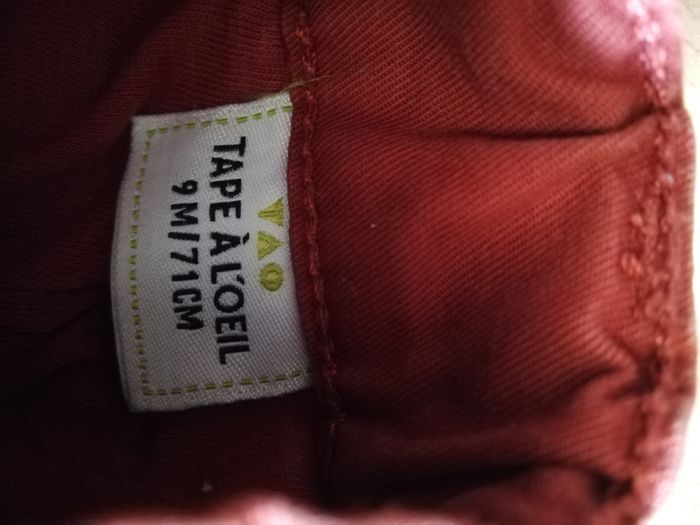 TAO
TAPE À L'OEIL
9 M/71CM